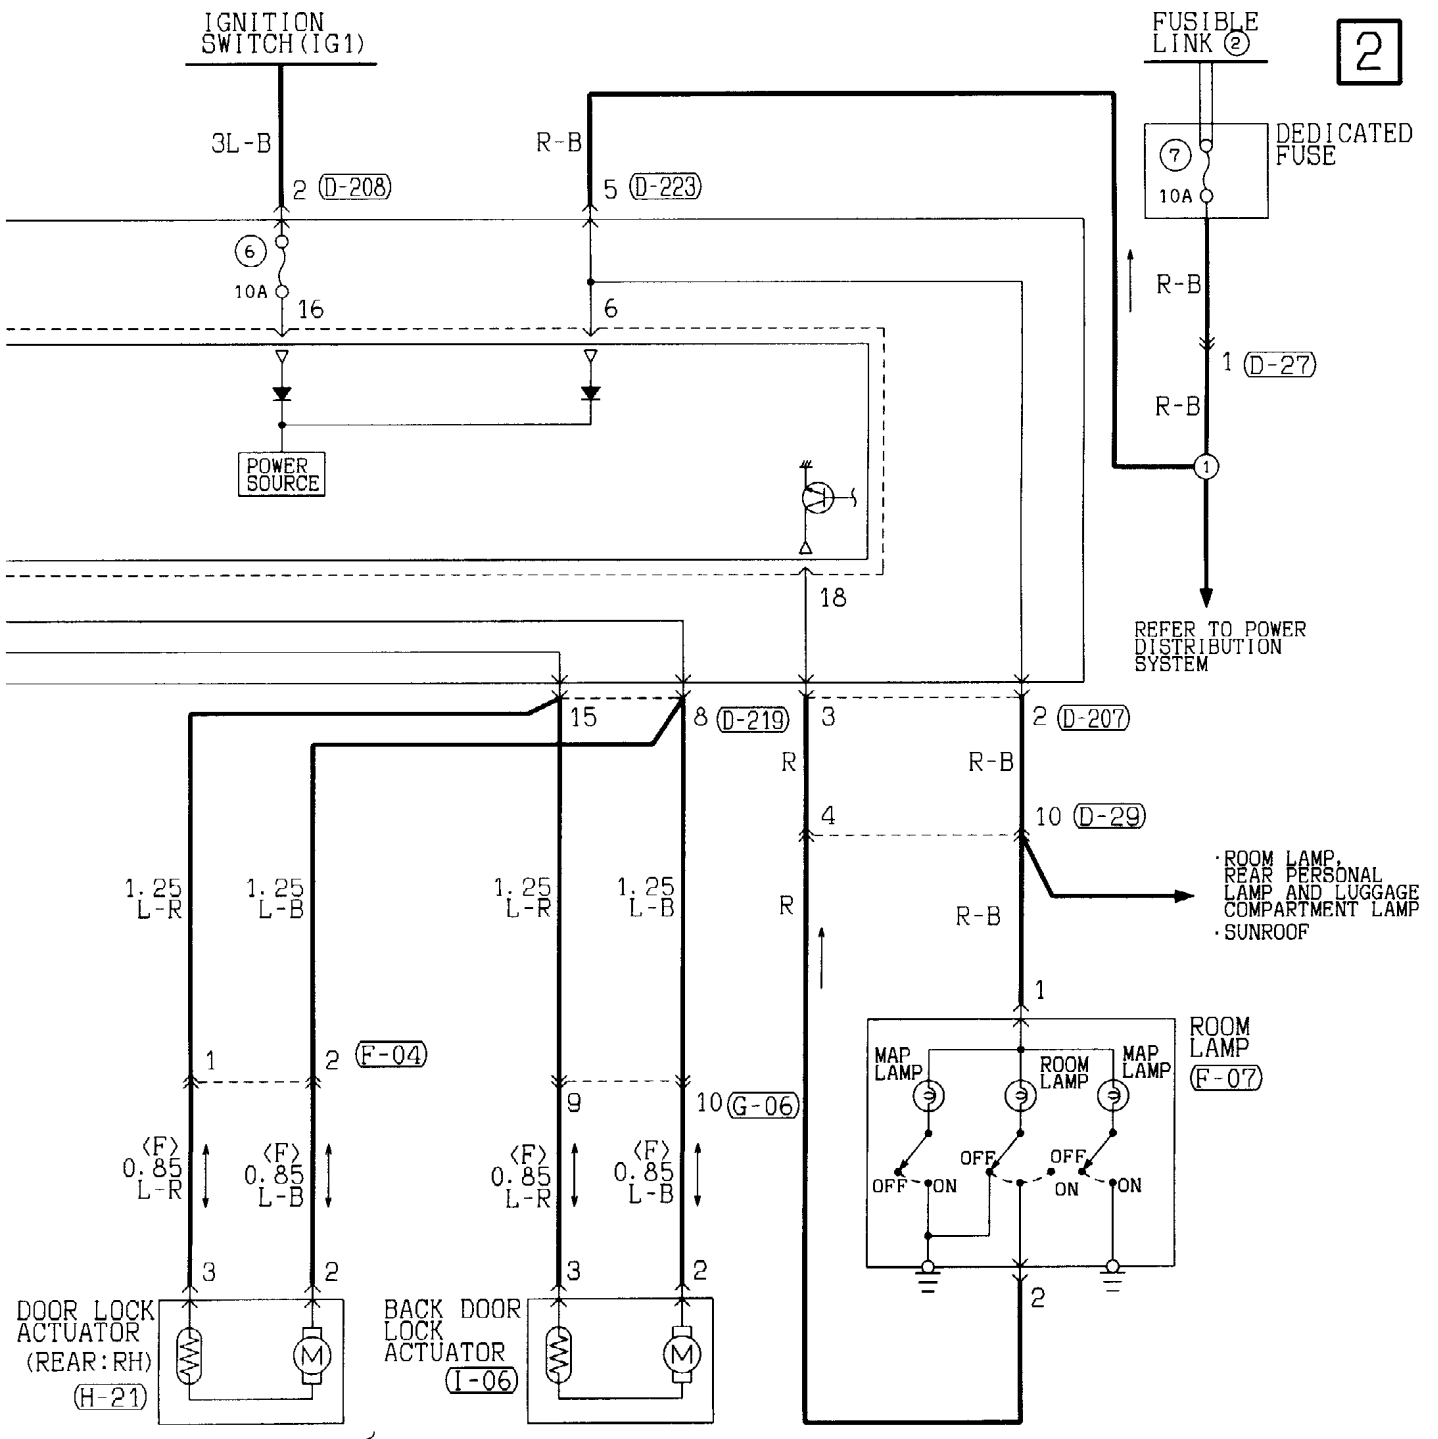 IGNITION
SWITCH(IG1)
FUSIBLE
LINK ②
2
3L-B
R-B
DEDICATED
FUSE
⑦
10A
2 (D-208)
5 (D-223)
⑥
10A
16
6
R-B
1 (D-27)
R-B
POWER
SOURCE
①
18
REFER TO POWER
DISTRIBUTION
SYSTEM
15
8 (D-219)
3
2 (D-207)
R
R-B
4
10 (D-29)
·ROOM LAMP,
REAR PERSONAL
LAMP AND LUGGAGE
COMPARTMENT LAMP
·SUNROOF
1.25
L-R
1.25
L-B
1.25
L-R
1.25
L-B
R
R-B
1
ROOM
LAMP
(F-07)
1
2 (F-04)
9
10 (G-06)
MAP
LAMP
ROOM
LAMP
MAP
LAMP
<F>
0.85
L-R
<F>
0.85
L-B
<F>
0.85
L-R
<F>
0.85
L-B
OFF
ON
OFF
ON
OFF
ON
3
2
3
2
2
DOOR LOCK
ACTUATOR
(REAR:RH)
(H-21)
M
BACK DOOR
LOCK
ACTUATOR
(I-06)
M